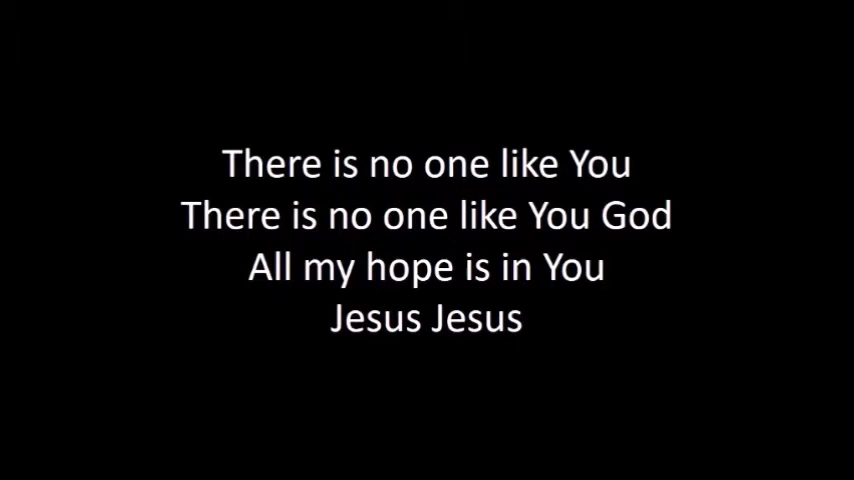 There is no one like You
There is no one like You God
All my hope is in You
Jesus Jesus